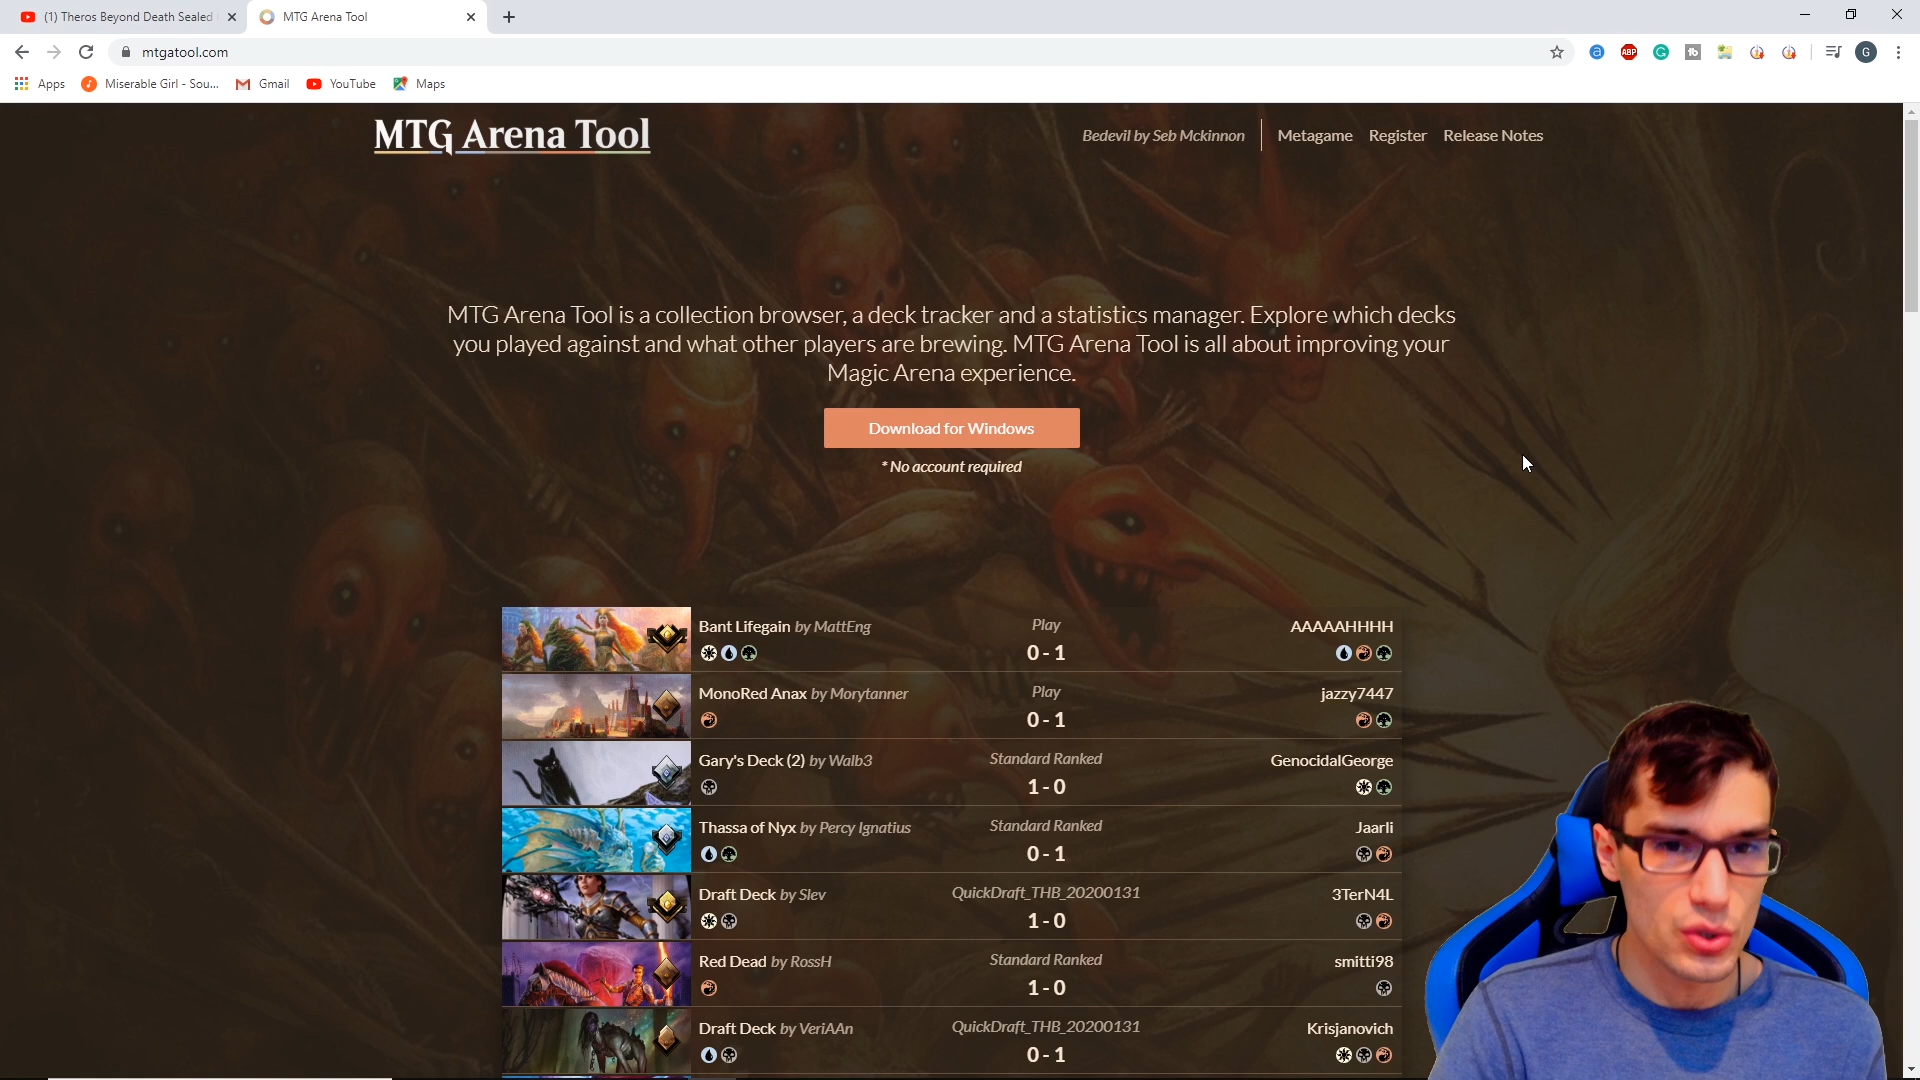 (1) Theros Beyond Death Sealed
MTG Arena Tool
mtgatool.com
ABP
G
Apps
Miserable Girl - Sou...
Gmail
YouTube
Maps
MTG Arena Tool
Bedevil by Seb Mckinnon
Metagame
Register
Release Notes
MTG Arena Tool is a collection browser, a deck tracker and a statistics manager. Explore which decks
you played against and what other players are brewing. MTG Arena Tool is all about improving your
Magic Arena experience.
Download for Windows
* No account required
Bant Lifegain by MattEng
Play
AAAAAHHHH
0 - 1
MonoRed Anax by Morytanner
Play
jazzy7447
0 - 1
Gary's Deck (2) by Walb3
Standard Ranked
GenocidalGeorge
1 - 0
Thassa of Nyx by Percy Ignatius
Standard Ranked
Jaarli
0 - 1
Draft Deck by Slev
QuickDraft_THB_20200131
3TerN4L
1 - 0
Red Dead by RossH
Standard Ranked
smitti98
1 - 0
Draft Deck by VeriAAn
QuickDraft_THB_20200131
Krisjanovich
0 - 1